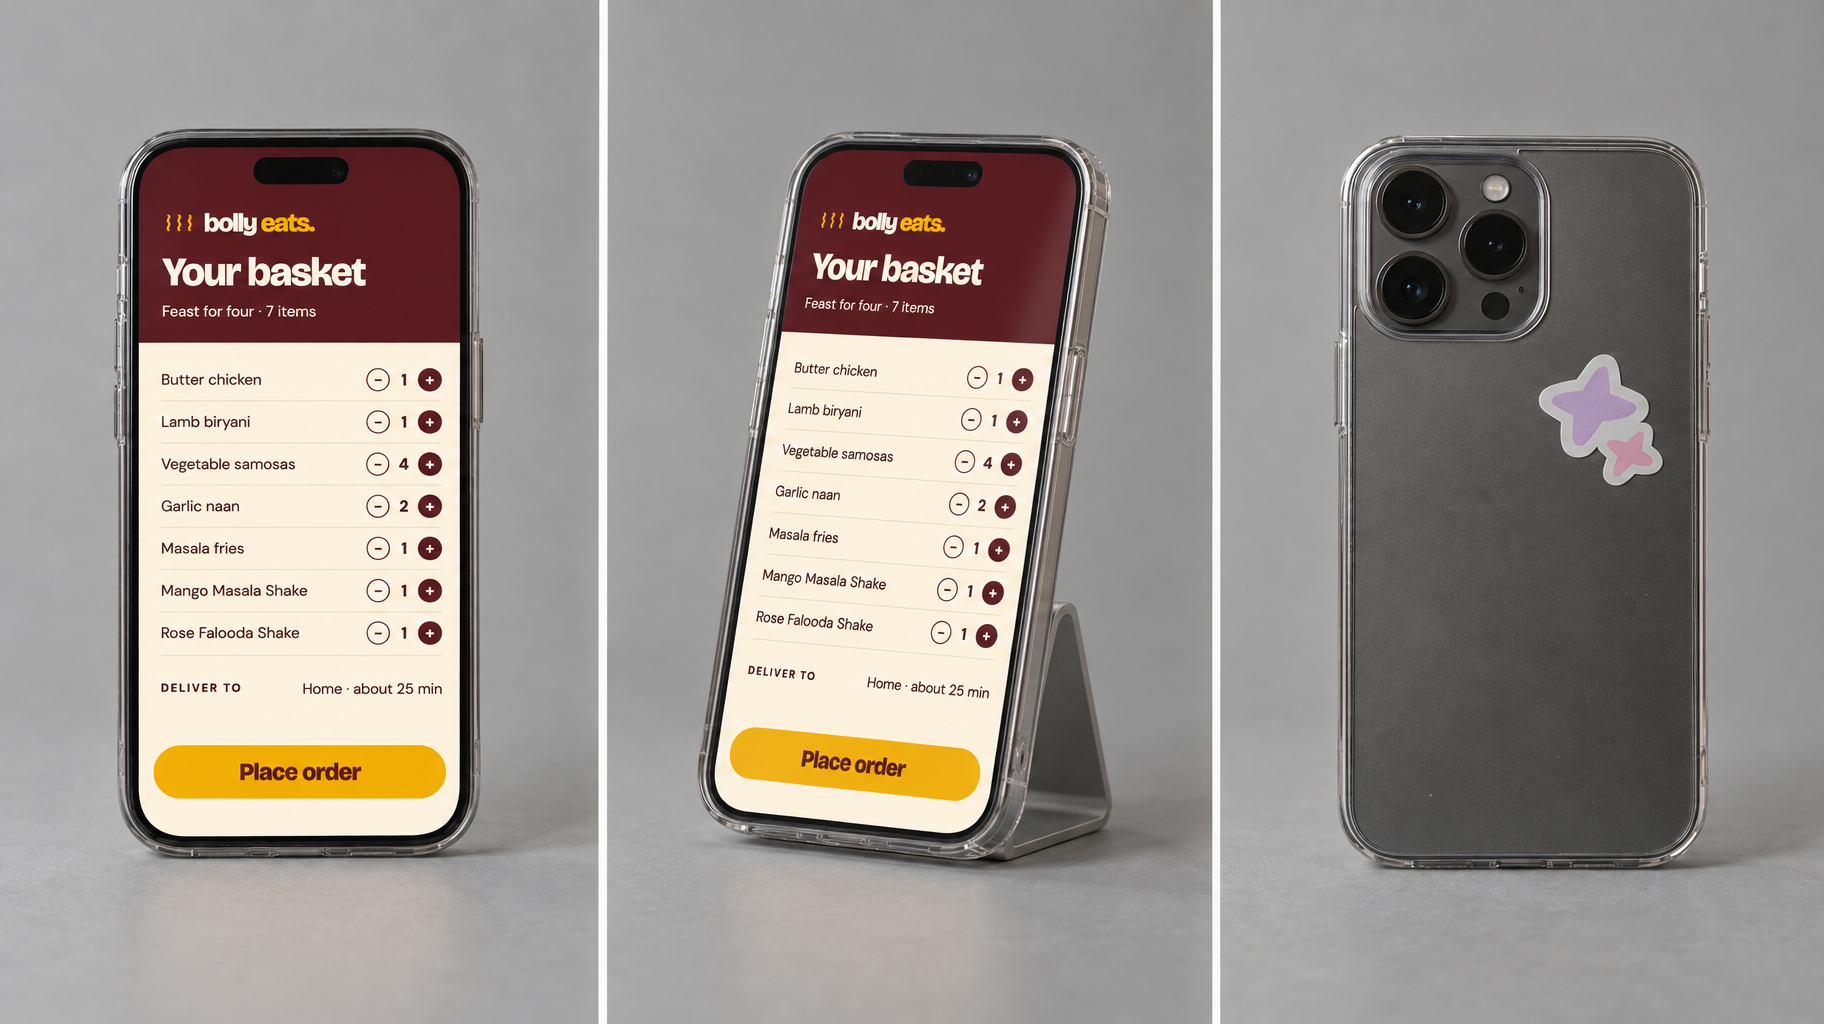 bolly eats.
Your basket
Feast for four · 7 items
Butter chicken − 1 +
Lamb biryani − 1 +
Vegetable samosas − 4 +
Garlic naan − 2 +
Masala fries − 1 +
Mango Masala Shake − 1 +
Rose Falooda Shake − 1 +
DELIVER TO Home · about 25 min
Place order
bolly eats.
Your basket
Feast for four · 7 items
Butter chicken − 1 +
Lamb biryani − 1 +
Vegetable samosas − 4 +
Garlic naan − 2 +
Masala fries − 1 +
Mango Masala Shake − 1 +
Rose Falooda Shake − 1 +
DELIVER TO Home · about 25 min
Place order